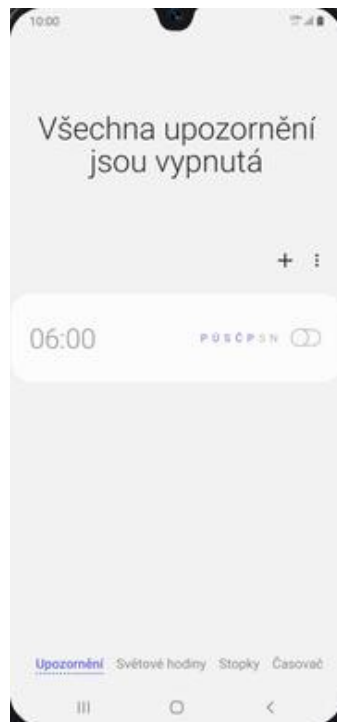 10:00
Všechna upozornění
jsou vypnutá
06:00
P Ú S Č P S N
Upozornění Světové hodiny Stopky Časovač